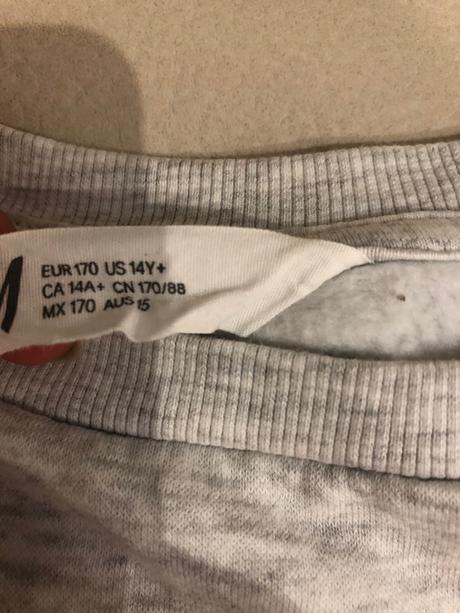 EUR 170 US 14Y+
CA 14A+ CN 170/88
MX 170 AUS 15